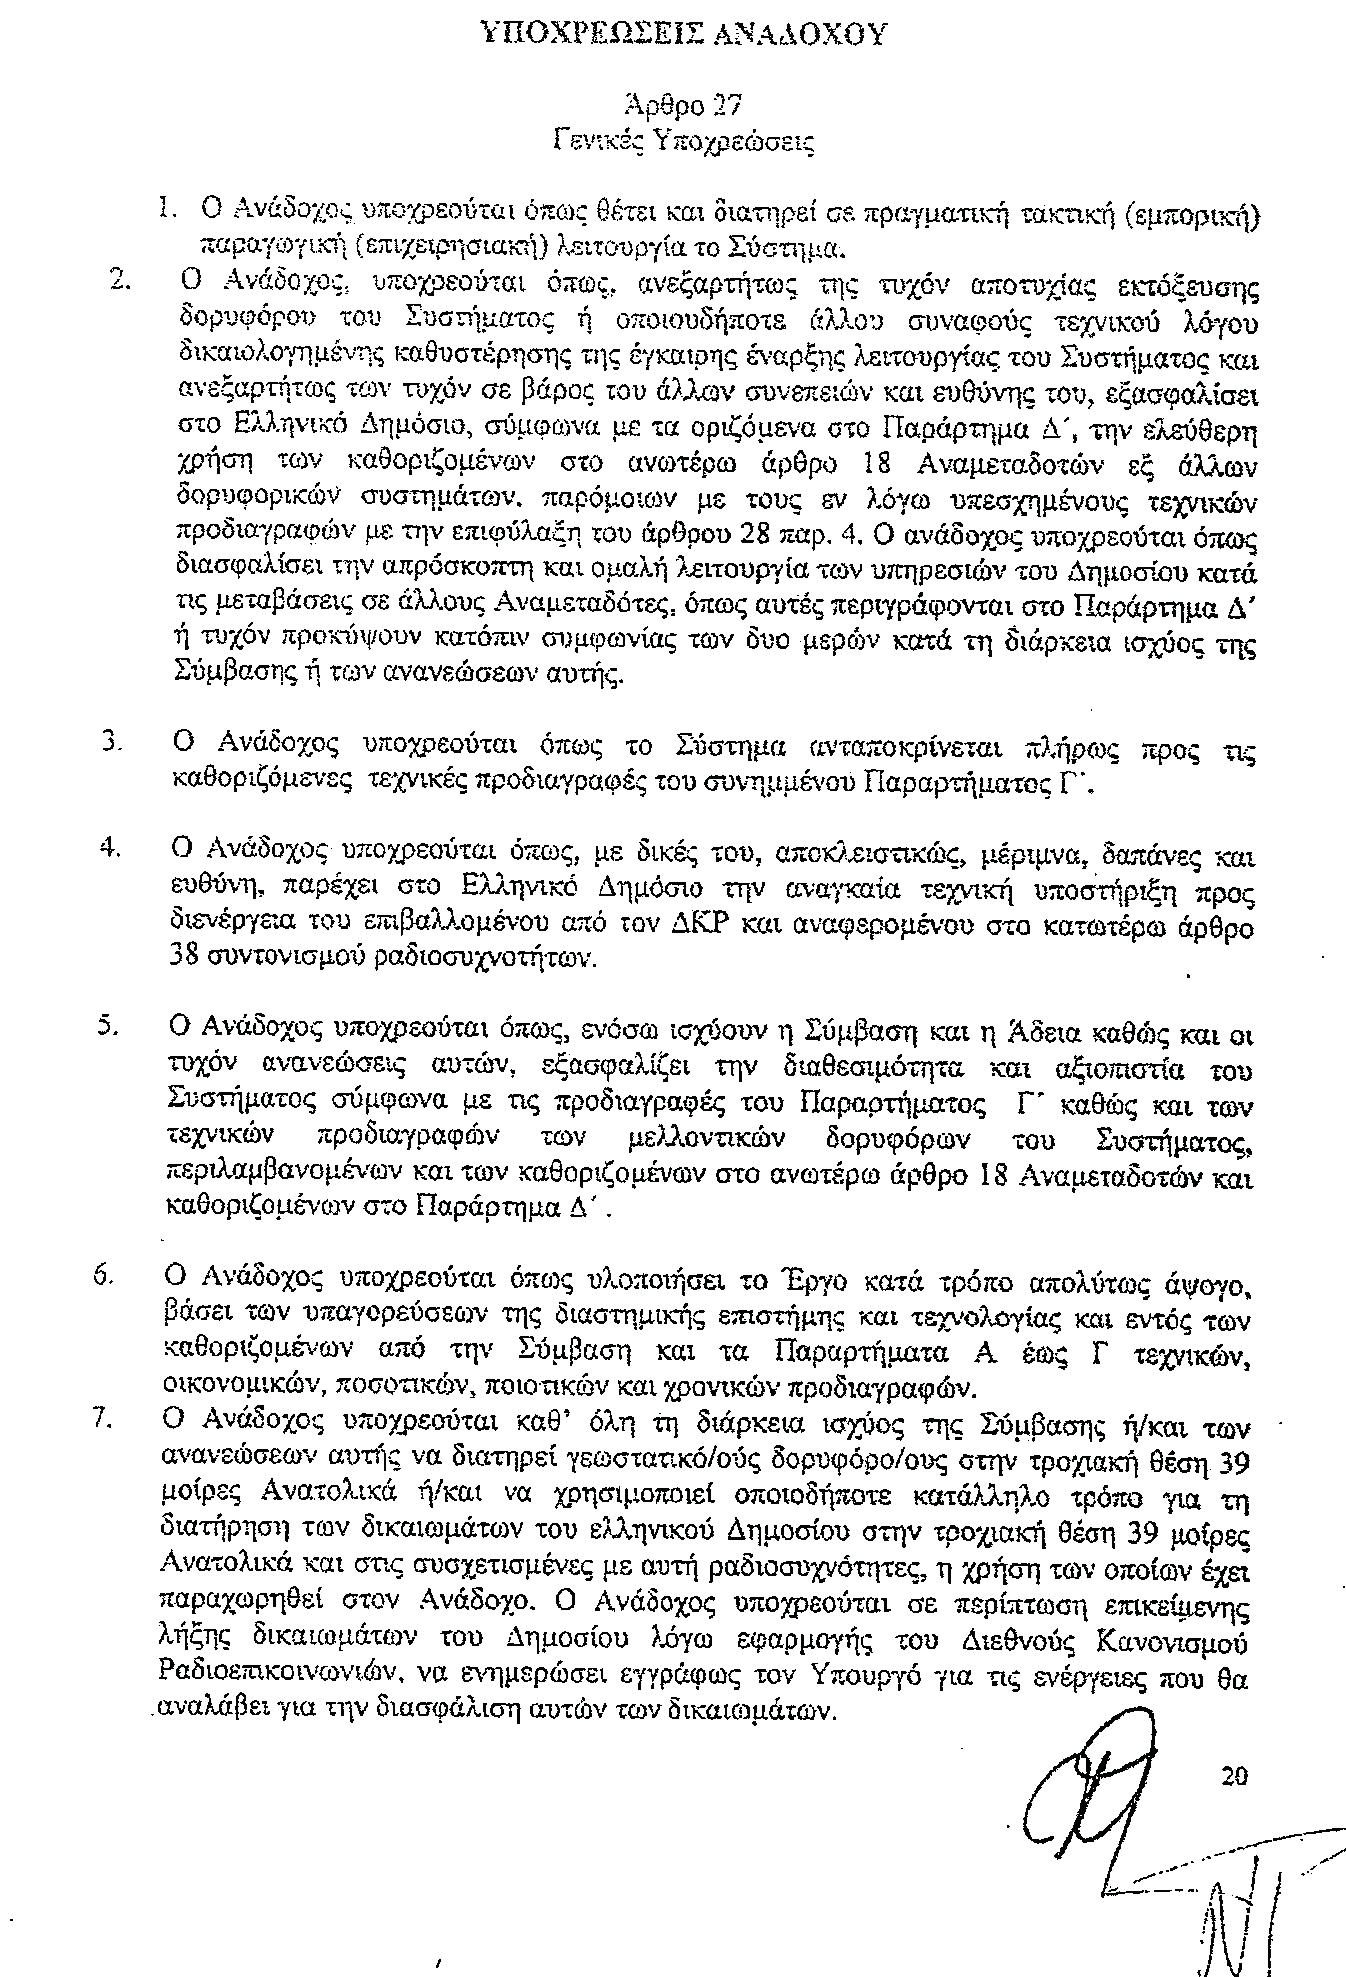 ΥΠΟΧΡΕΩΣΕΙΣ ΑΝΑΔΟΧΟΥ
Άρθρο 27
Γενικές Υποχρεώσεις
1. Ο Ανάδοχος υποχρεούται όπως θέτει και διατηρεί σε πραγματική τακτική (εμπορική)
παραγωγική (επιχειρησιακή) λειτουργία το Σύστημα.
2. Ο Ανάδοχος, υποχρεούται όπως, ανεξαρτήτως της τυχόν αποτυχίας εκτόξευσης
δορυφόρου του Συστήματος ή οποιουδήποτε άλλου συναφούς τεχνικού λόγου
δικαιολογημένης καθυστέρησης της έγκαιρης έναρξης λειτουργίας του Συστήματος και
ανεξαρτήτως των τυχόν σε βάρος του άλλων συνεπειών και ευθύνης του, εξασφαλίσει
στο Ελληνικό Δημόσιο, σύμφωνα με τα οριζόμενα στο Παράρτημα Δ΄, την ελεύθερη
χρήση των καθοριζομένων στο ανωτέρω άρθρο 18 Αναμεταδοτών εξ άλλων
δορυφορικών συστημάτων, παρόμοιων με τους εν λόγω υπεσχημένους τεχνικών
προδιαγραφών με την επιφύλαξη του άρθρου 28 παρ. 4. Ο ανάδοχος υποχρεούται όπως
διασφαλίσει την απρόσκοπτη και ομαλή λειτουργία των υπηρεσιών του Δημοσίου κατά
τις μεταβάσεις σε άλλους Αναμεταδότες, όπως αυτές περιγράφονται στο Παράρτημα Δ΄
ή τυχόν προκύψουν κατόπιν συμφωνίας των δυο μερών κατά τη διάρκεια ισχύος της
Σύμβασης ή των ανανεώσεων αυτής.
3. Ο Ανάδοχος υποχρεούται όπως το Σύστημα ανταποκρίνεται πλήρως προς τις
καθοριζόμενες τεχνικές προδιαγραφές του συνημμένου Παραρτήματος Γ΄.
4. Ο Ανάδοχος υποχρεούται όπως, με δικές του, αποκλειστικώς, μέριμνα, δαπάνες και
ευθύνη, παρέχει στο Ελληνικό Δημόσιο την αναγκαία τεχνική υποστήριξη προς
διενέργεια του επιβαλλομένου από τον ΔΚΡ και αναφερομένου στο κατωτέρω άρθρο
38 συντονισμού ραδιοσυχνοτήτων.
5. Ο Ανάδοχος υποχρεούται όπως, ενόσω ισχύουν η Σύμβαση και η Άδεια καθώς και οι
τυχόν ανανεώσεις αυτών, εξασφαλίζει την διαθεσιμότητα και αξιοπιστία του
Συστήματος σύμφωνα με τις προδιαγραφές του Παραρτήματος Γ΄ καθώς και των
τεχνικών προδιαγραφών των μελλοντικών δορυφόρων του Συστήματος,
περιλαμβανομένων και των καθοριζομένων στο ανωτέρω άρθρο 18 Αναμεταδοτών και
καθοριζομένων στο Παράρτημα Δ΄ .
6. Ο Ανάδοχος υποχρεούται όπως υλοποιήσει το Έργο κατά τρόπο απολύτως άψογο,
βάσει των υπαγορεύσεων της διαστημικής επιστήμης και τεχνολογίας και εντός των
καθοριζομένων από την Σύμβαση και τα Παραρτήματα Α έως Γ τεχνικών,
οικονομικών, ποσοτικών, ποιοτικών και χρονικών προδιαγραφών.
7. Ο Ανάδοχος υποχρεούται καθ' όλη τη διάρκεια ισχύος της Σύμβασης ή/και των
ανανεώσεων αυτής να διατηρεί γεωστατικό/ούς δορυφόρο/ους στην τροχιακή θέση 39
μοίρες Ανατολικά ή/και να χρησιμοποιεί οποιοδήποτε κατάλληλο τρόπο για τη
διατήρηση των δικαιωμάτων του ελληνικού Δημοσίου στην τροχιακή θέση 39 μοίρες
Ανατολικά και στις συσχετισμένες με αυτή ραδιοσυχνότητες, η χρήση των οποίων έχει
παραχωρηθεί στον Ανάδοχο. Ο Ανάδοχος υποχρεούται σε περίπτωση επικείμενης
λήξης δικαιωμάτων του Δημοσίου λόγω εφαρμογής του Διεθνούς Κανονισμού
Ραδιοεπικοινωνιών, να ενημερώσει εγγράφως τον Υπουργό για τις ενέργειες που θα
αναλάβει για την διασφάλιση αυτών των δικαιωμάτων.
20